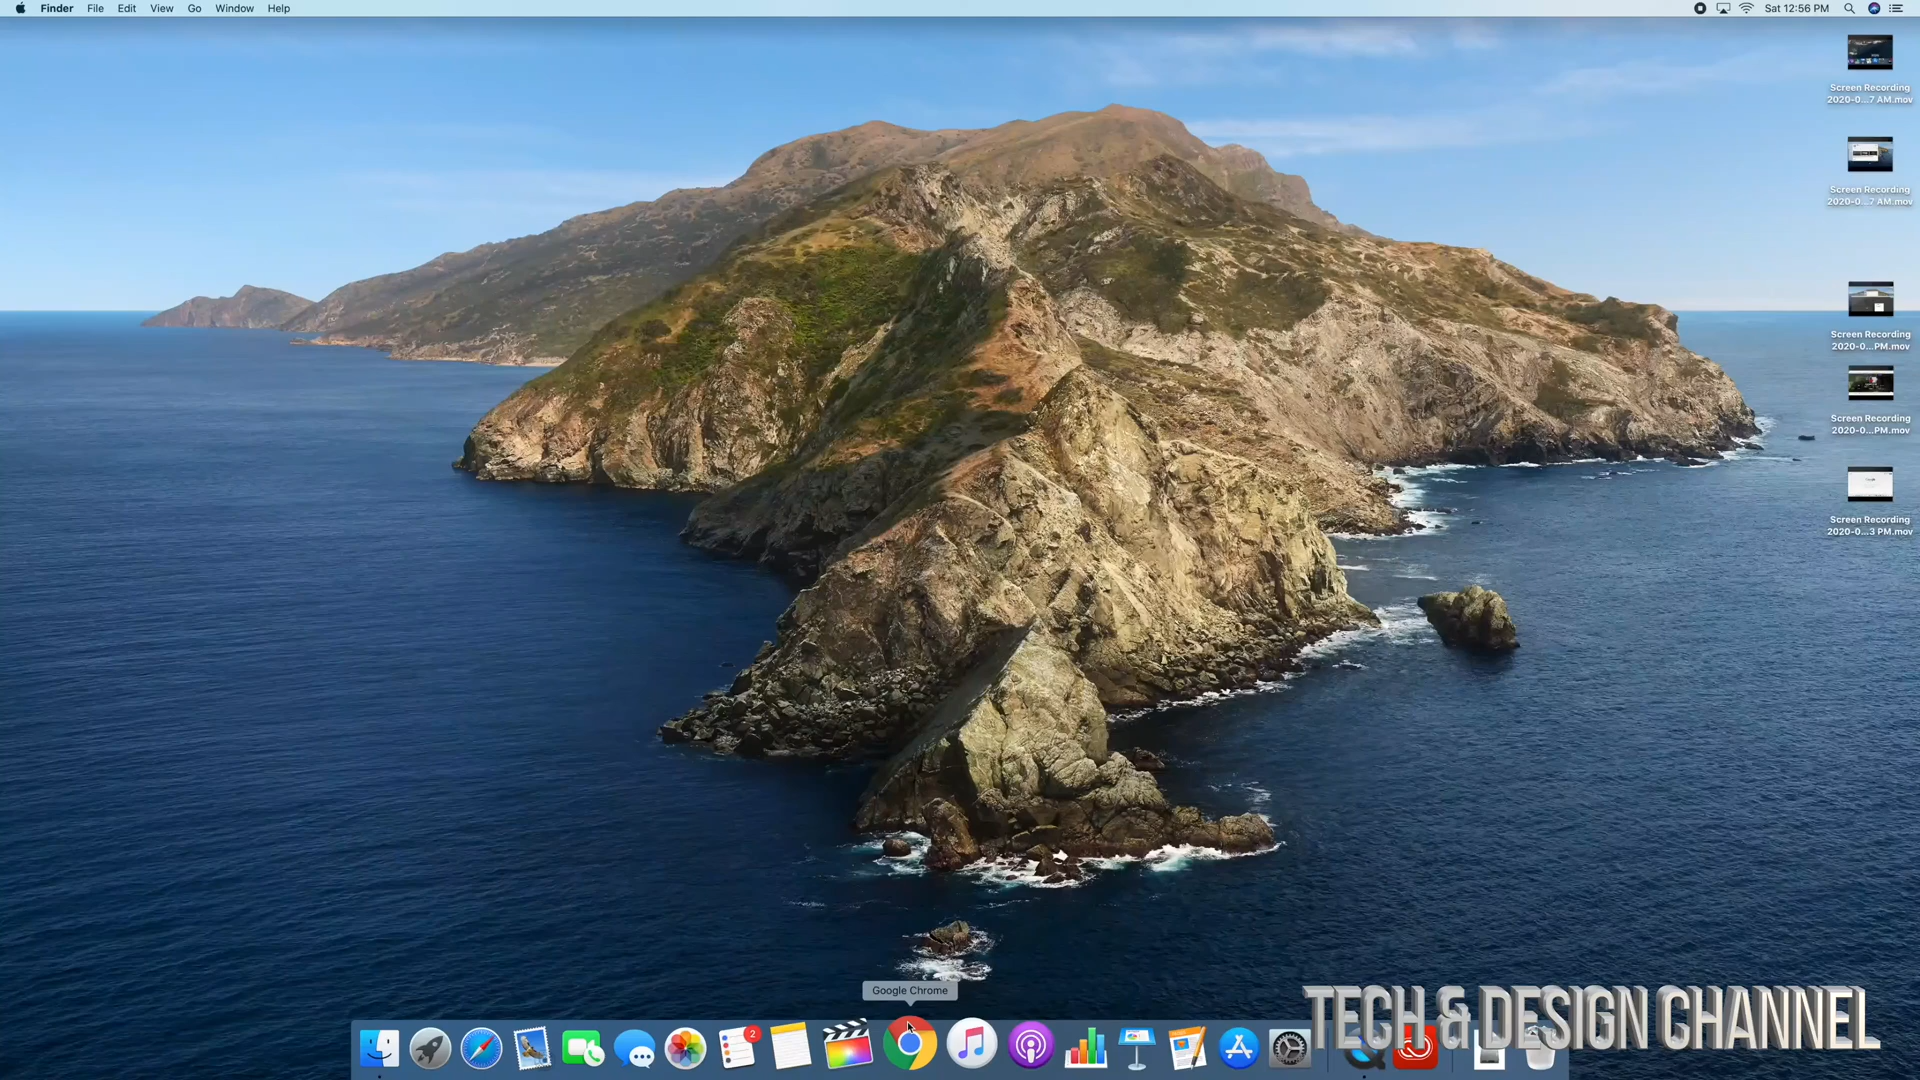 Finder File Edit View Go Window Help
Sat 12:56 PM
Screen Recording
2020-0...7 AM.mov
Screen Recording
2020-0...7 AM.mov
Screen Recording
2020-0...PM.mov
Screen Recording
2020-0...PM.mov
Screen Recording
2020-0...3 PM.mov
Google Chrome
2
TECH & DESIGN CHANNEL